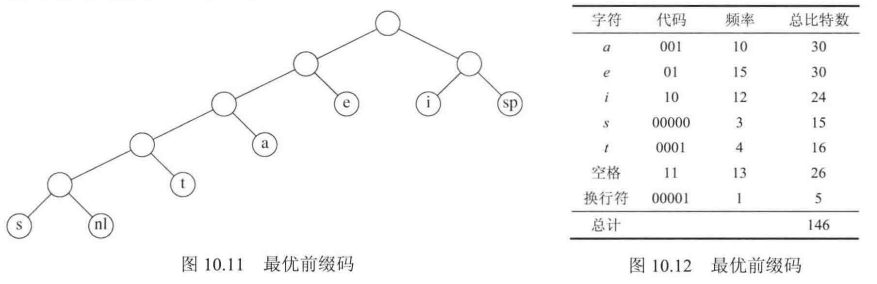 e
i
sp
a
t
s
nl
图 10.11 最优前缀码
字符 代码 频率 总比特数
a 001 10 30
e 01 15 30
i 10 12 24
s 00000 3 15
t 0001 4 16
空格 11 13 26
换行符 00001 1 5
总计 146
图 10.12 最优前缀码